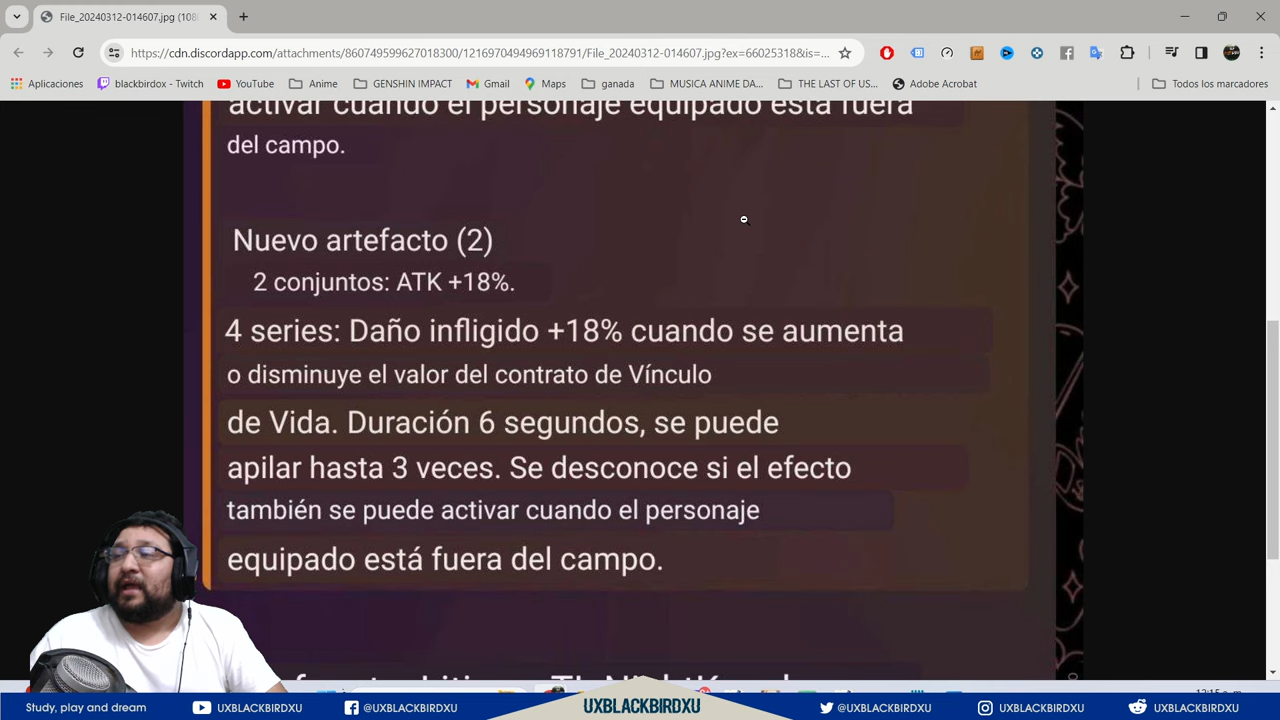 File_20240312-014607.jpg (108
https://cdn.discordapp.com/attachments/860749599627018300/1216970494969118791/File_20240312-014607.jpg?ex=66025318&is=...
Aplicaciones
blackbirdox - Twitch
YouTube
Anime
GENSHIN IMPACT
Gmail
Maps
ganada
MUSICA ANIME DA...
THE LAST OF US...
Adobe Acrobat
Todos los marcadores
activar cuando el personaje equipado está fuera
del campo.
Nuevo artefacto (2)
2 conjuntos: ATK +18%.
4 series: Daño infligido +18% cuando se aumenta
o disminuye el valor del contrato de Vínculo
de Vida. Duración 6 segundos, se puede
apilar hasta 3 veces. Se desconoce si el efecto
también se puede activar cuando el personaje
equipado está fuera del campo.
Study, play and dream
UXBLACKBIRDXU
@UXBLACKBIRDXU
UXBLACKBIRDXU
@UXBLACKBIRDXU
UXBLACKBIRDXU
UXBLACKBIRDXU